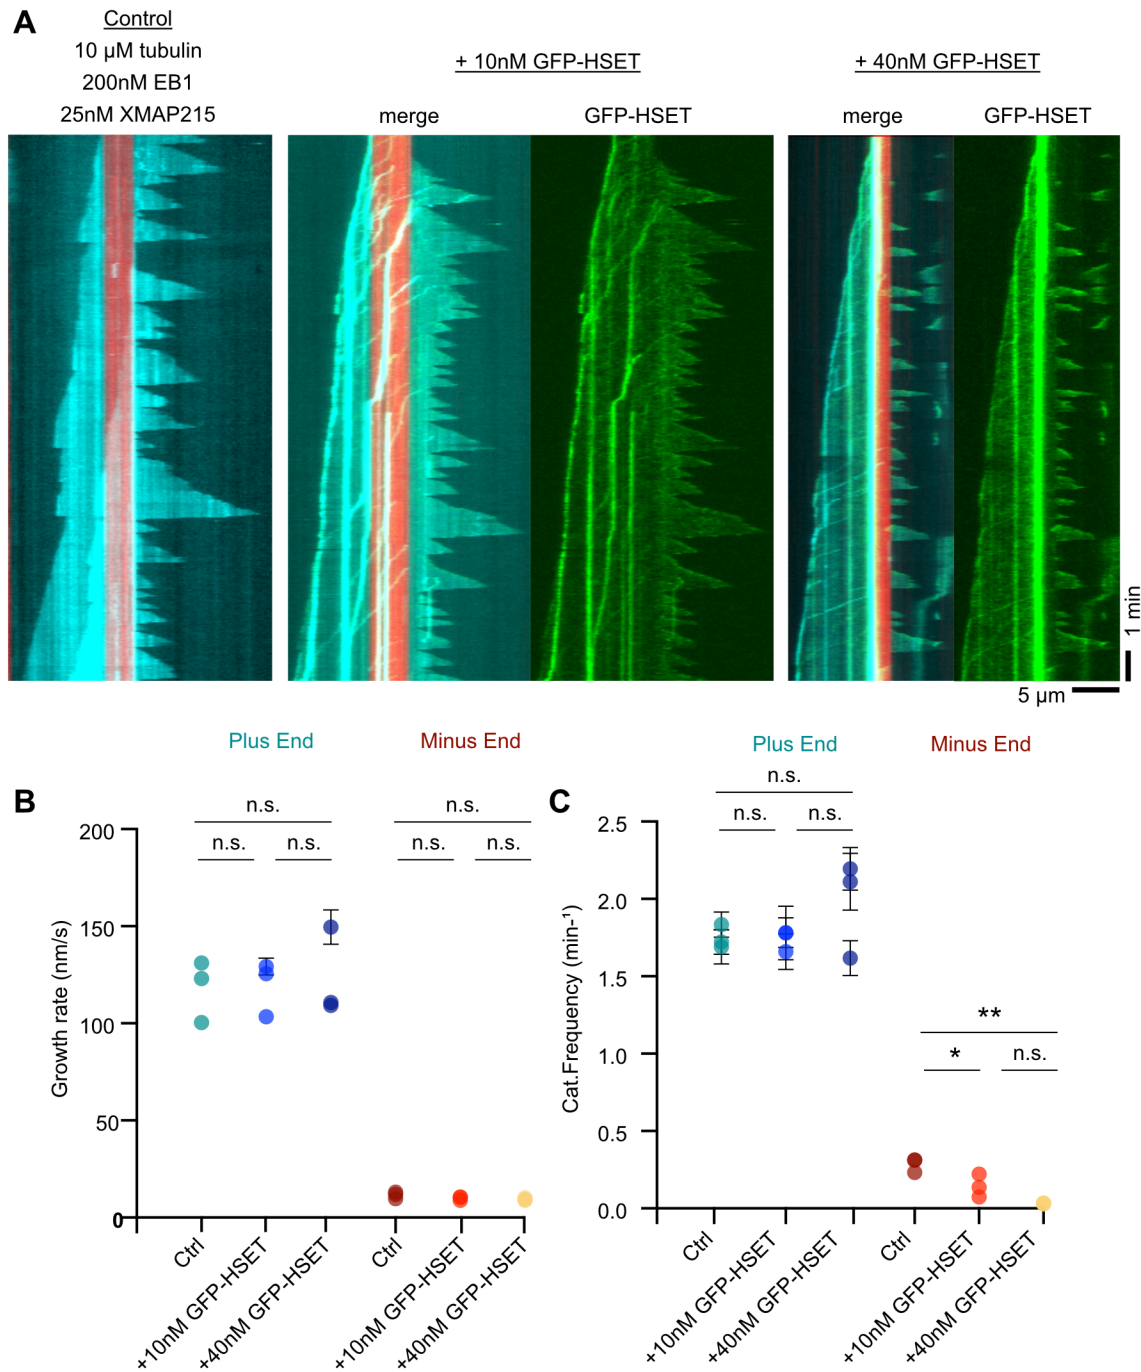 A
Control
10 µM tubulin
200nM EB1
25nM XMAP215
+ 10nM GFP-HSET
merge
GFP-HSET
+ 40nM GFP-HSET
merge
GFP-HSET
1 min
5 µm
B
Plus End
Minus End
n.s.
n.s.
n.s. n.s.
n.s. n.s.
Growth rate (nm/s)
200
150
100
50
0
Ctrl
+10nM GFP-HSET
+40nM GFP-HSET
Ctrl
+10nM GFP-HSET
+40nM GFP-HSET
C
Plus End
Minus End
n.s.
n.s. n.s.
**
* n.s.
Cat.Frequency (min-¹)
2.5
2.0
1.5
1.0
0.5
0.0
Ctrl
+10nM GFP-HSET
+40nM GFP-HSET
Ctrl
+10nM GFP-HSET
+40nM GFP-HSET